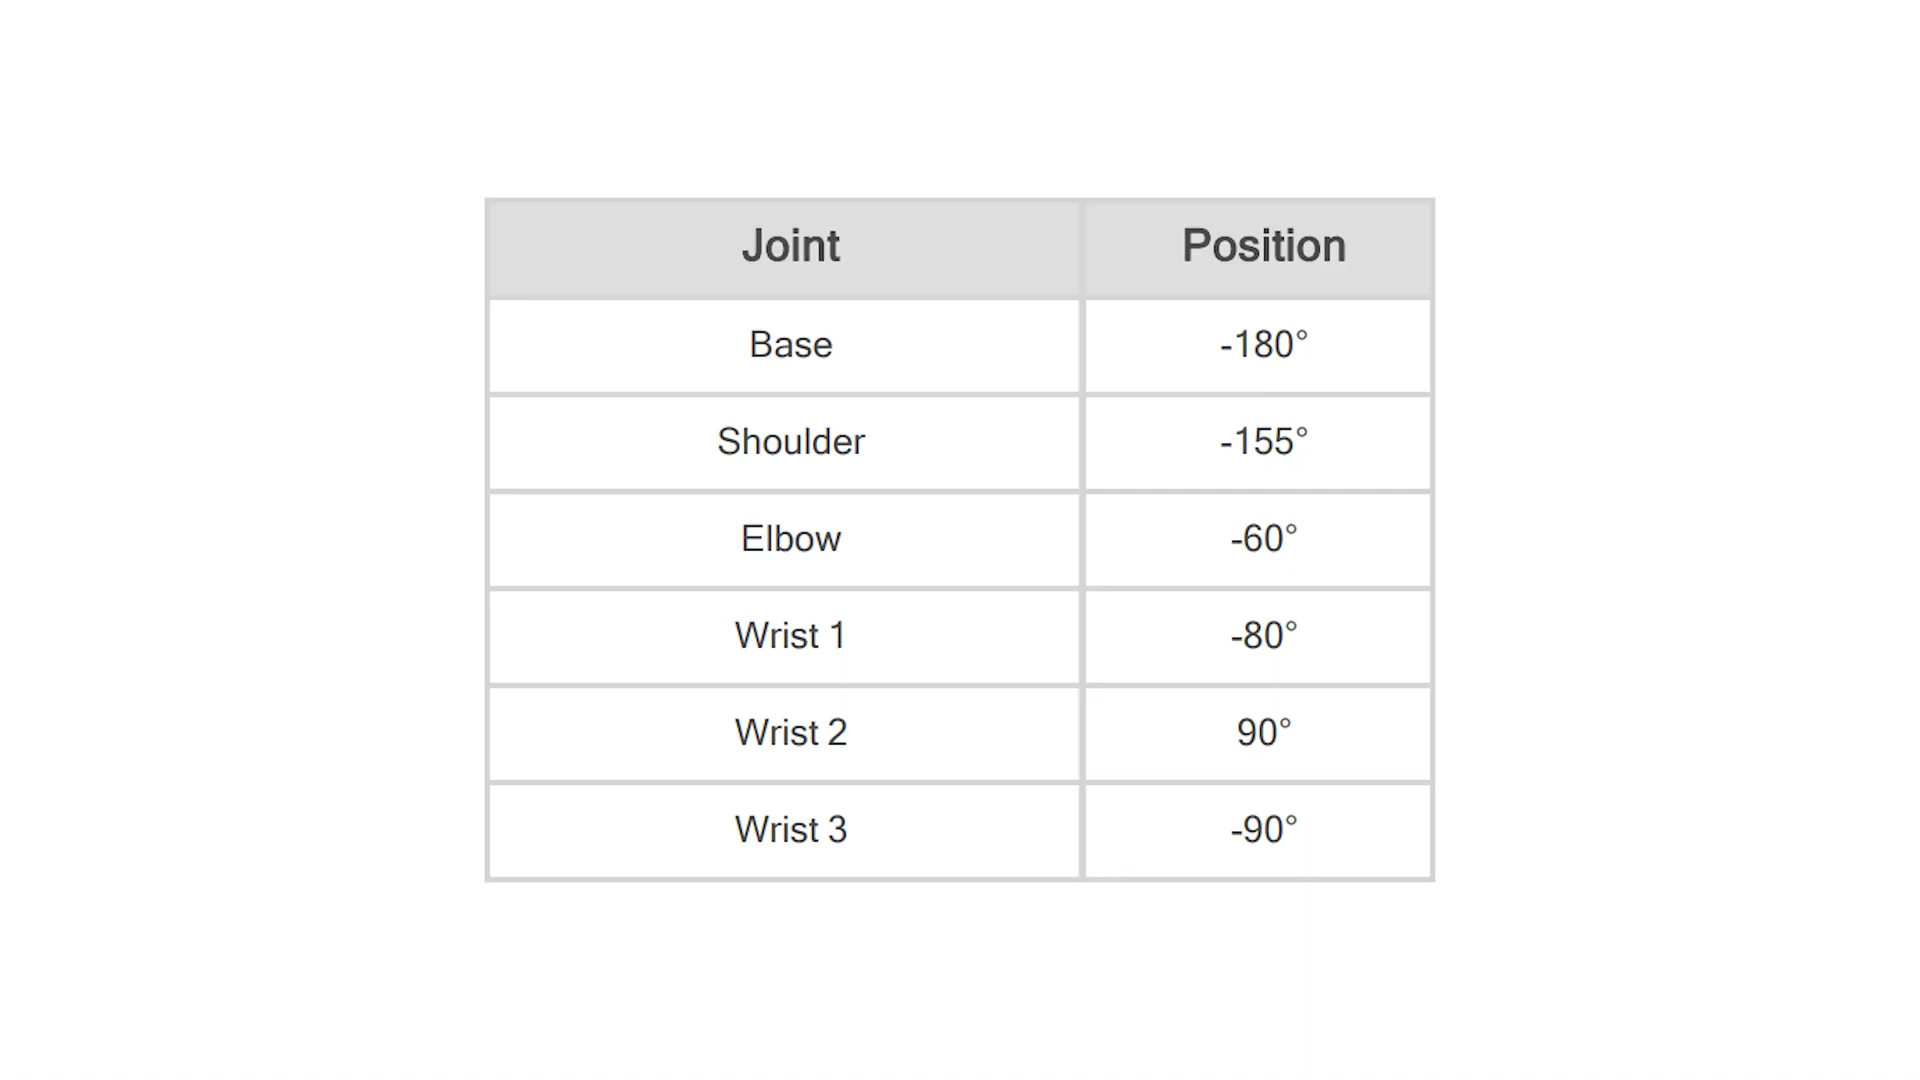 Joint Position
Base -180°
Shoulder -155°
Elbow -60°
Wrist 1 -80°
Wrist 2 90°
Wrist 3 -90°